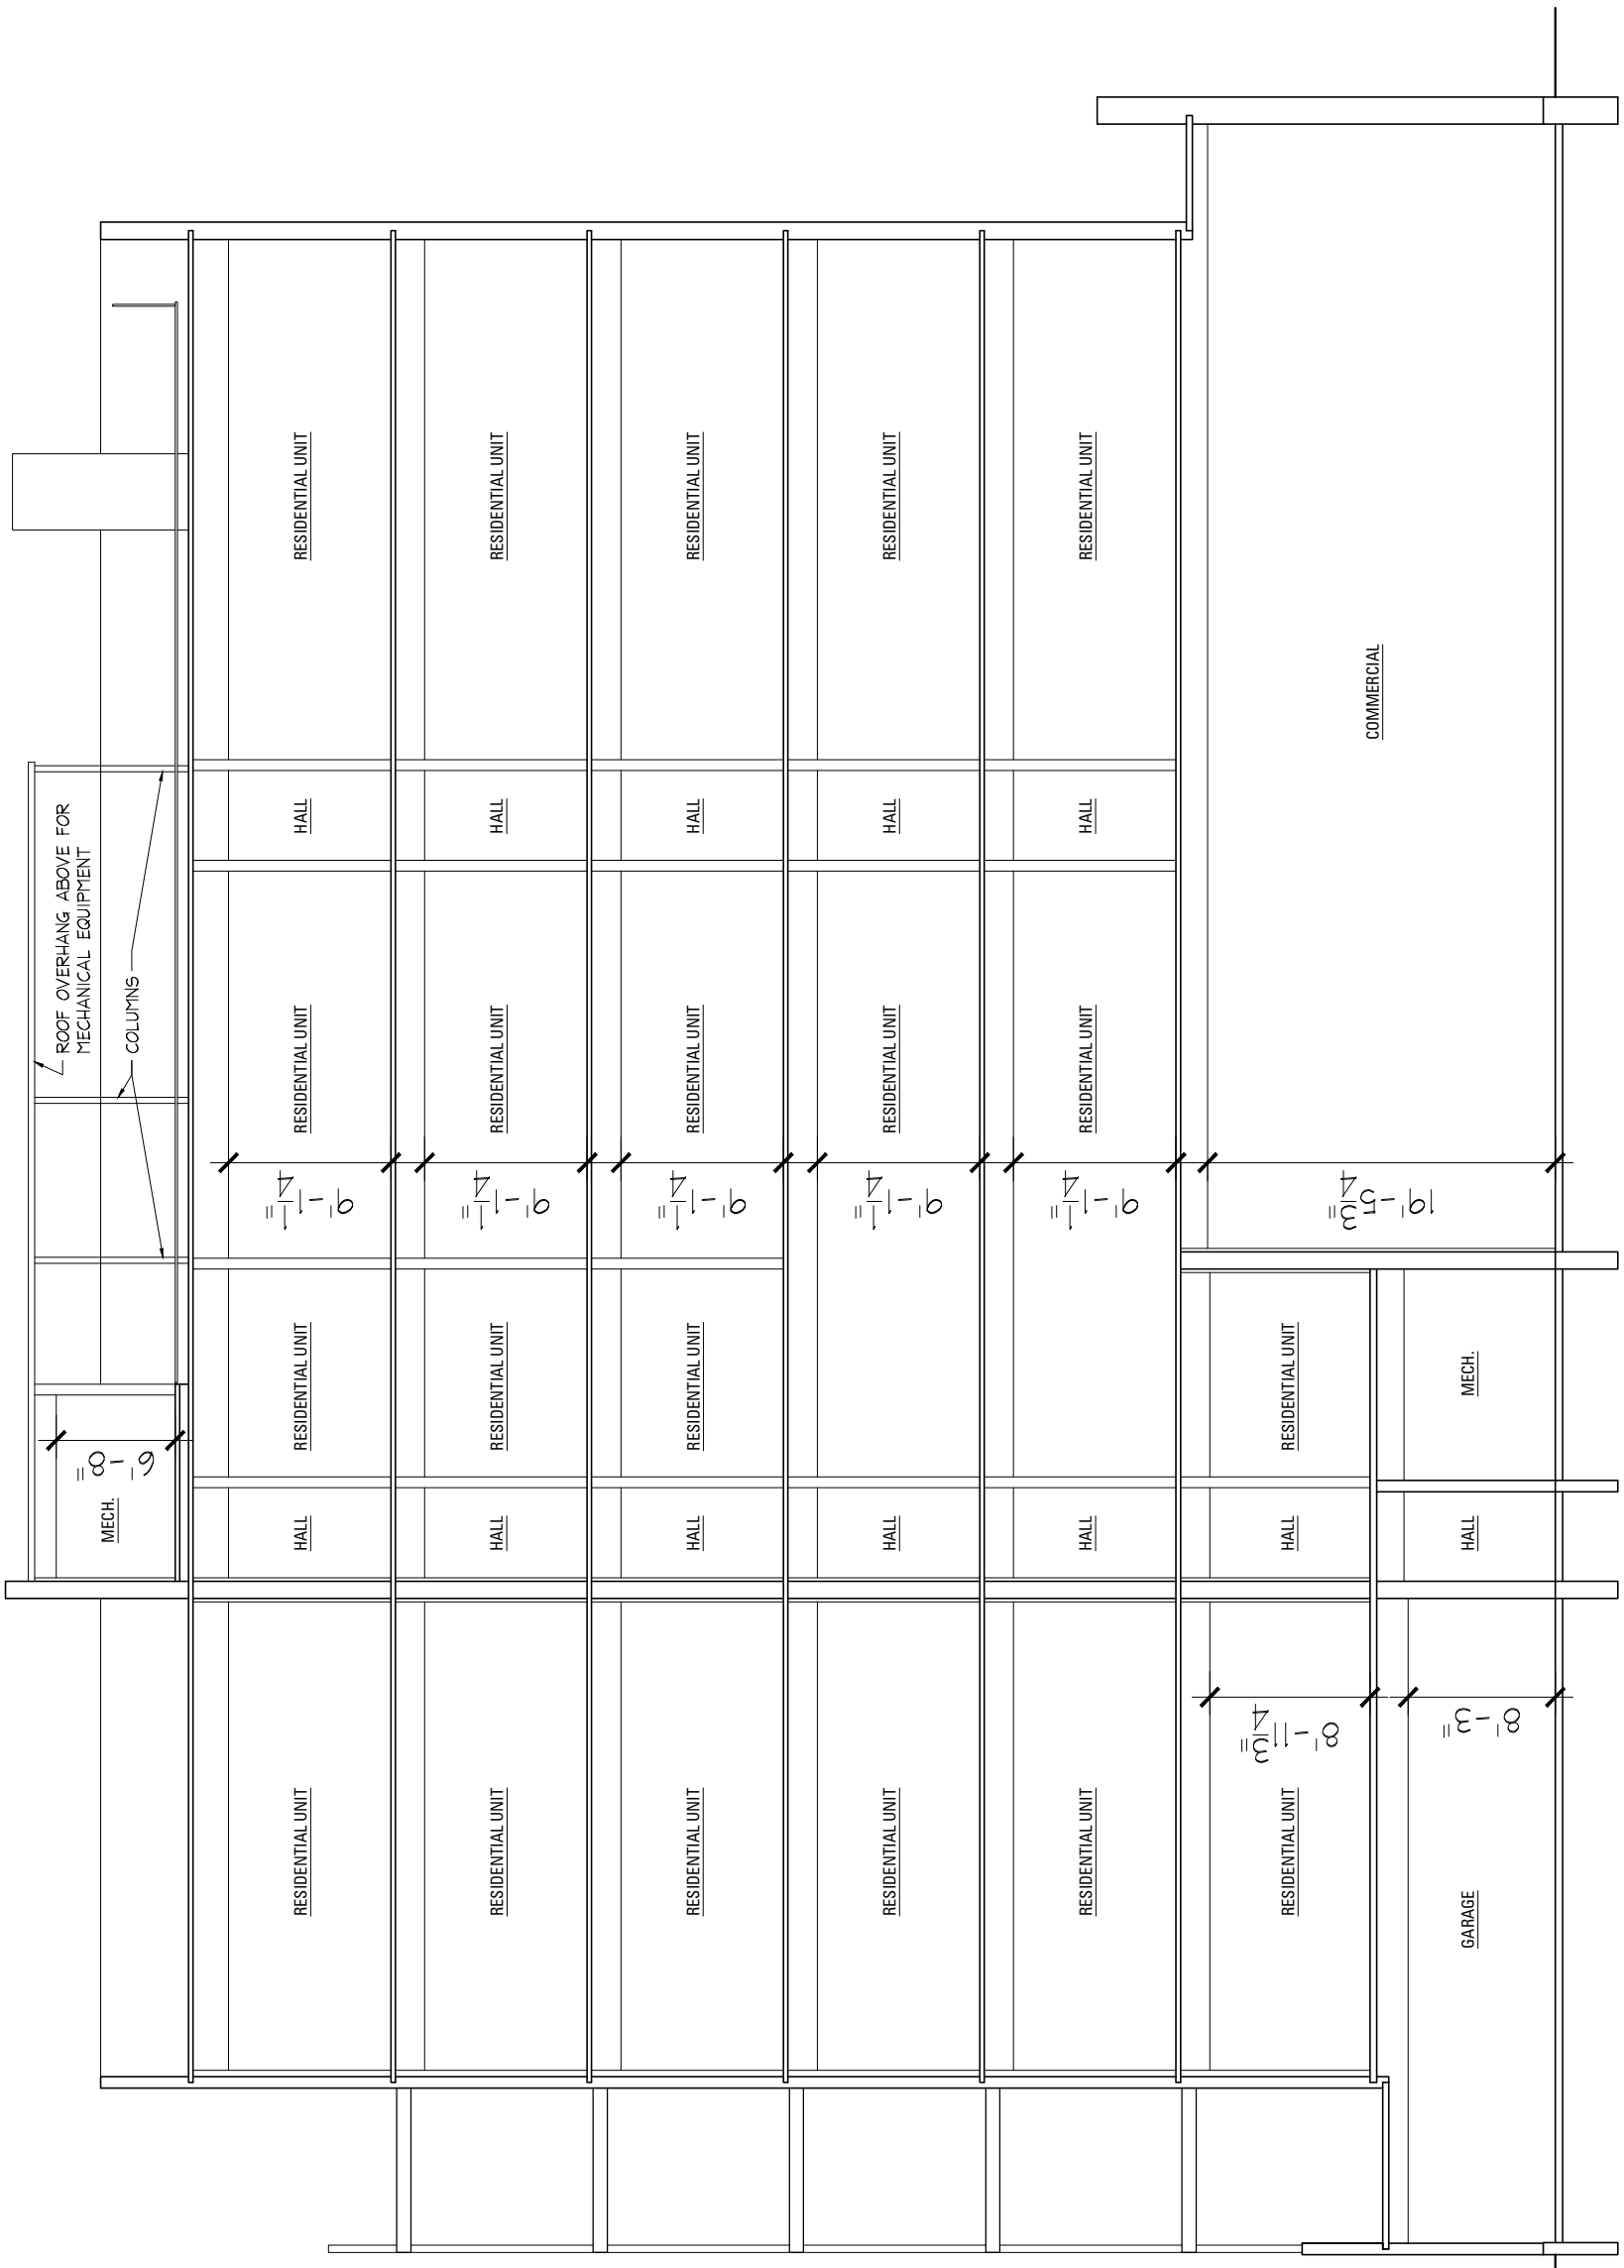 ROOF OVERHANG ABOVE FOR
MECHANICAL EQUIPMENT
MECH.
6'-8"
COLUMNS
RESIDENTIAL UNIT
HALL
RESIDENTIAL UNIT
9'-1 1/4"
RESIDENTIAL UNIT
HALL
RESIDENTIAL UNIT
RESIDENTIAL UNIT
HALL
RESIDENTIAL UNIT
9'-1 1/4"
RESIDENTIAL UNIT
HALL
RESIDENTIAL UNIT
RESIDENTIAL UNIT
HALL
RESIDENTIAL UNIT
9'-1 1/4"
RESIDENTIAL UNIT
HALL
RESIDENTIAL UNIT
RESIDENTIAL UNIT
HALL
9'-1 1/4"
RESIDENTIAL UNIT
HALL
RESIDENTIAL UNIT
RESIDENTIAL UNIT
HALL
9'-1 1/4"
RESIDENTIAL UNIT
HALL
RESIDENTIAL UNIT
RESIDENTIAL UNIT
8'-11 3/4"
HALL
RESIDENTIAL UNIT
19'-5 3/4"
COMMERCIAL
GARAGE
8'-3"
HALL
MECH.